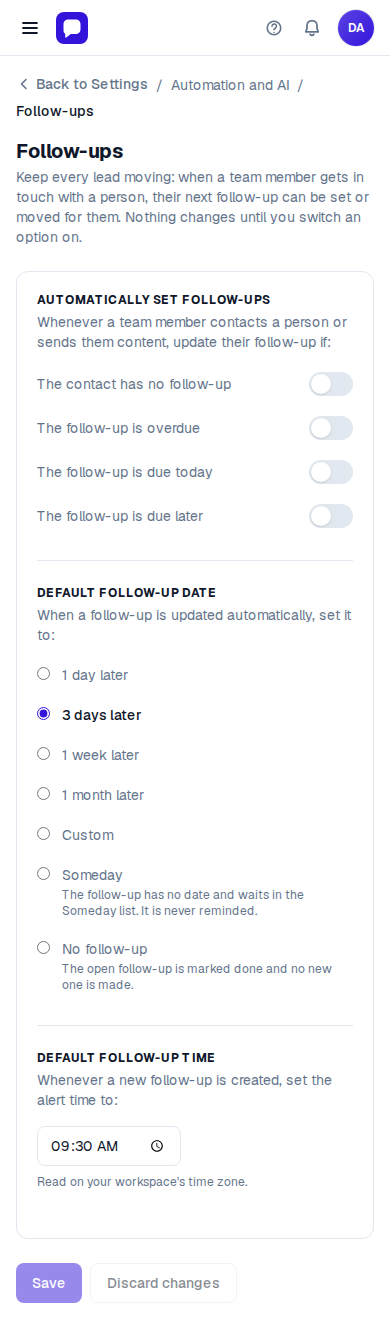 DA
Back to Settings / Automation and AI /
Follow-ups
Follow-ups
Keep every lead moving: when a team member gets in
touch with a person, their next follow-up can be set or
moved for them. Nothing changes until you switch an
option on.
AUTOMATICALLY SET FOLLOW-UPS
Whenever a team member contacts a person or
sends them content, update their follow-up if:
The contact has no follow-up
The follow-up is overdue
The follow-up is due today
The follow-up is due later
DEFAULT FOLLOW-UP DATE
When a follow-up is updated automatically, set it
to:
1 day later
3 days later
1 week later
1 month later
Custom
Someday
The follow-up has no date and waits in the
Someday list. It is never reminded.
No follow-up
The open follow-up is marked done and no new
one is made.
DEFAULT FOLLOW-UP TIME
Whenever a new follow-up is created, set the
alert time to:
09:30 AM
Read on your workspace's time zone.
Save Discard changes